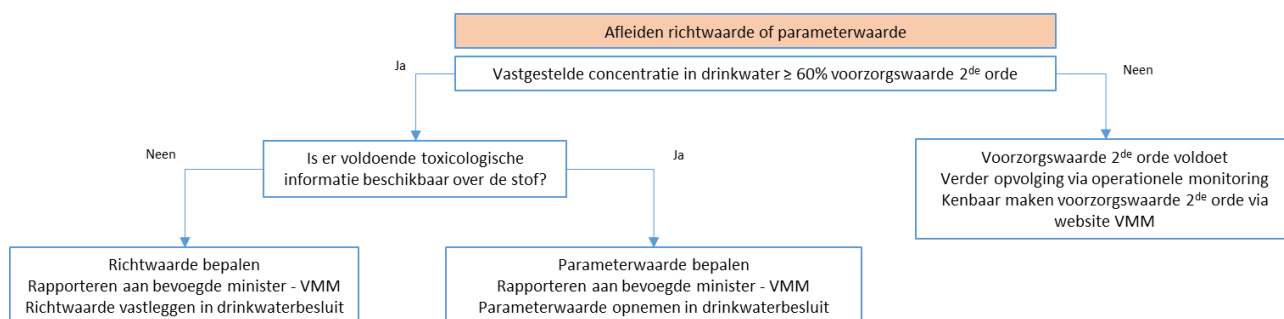 Afleiden richtwaarde of parameterwaarde
Ja
Vastgestelde concentratie in drinkwater ≥ 60% voorzorgswaarde 2de orde
Neen
Neen
Is er voldoende toxicologische
informatie beschikbaar over de stof?
Ja
Voorzorgswaarde 2de orde voldoet
Verder opvolging via operationele monitoring
Kenbaar maken voorzorgswaarde 2de orde via
website VMM
Richtwaarde bepalen
Rapporteren aan bevoegde minister - VMM
Richtwaarde vastleggen in drinkwaterbesluit
Parameterwaarde bepalen
Rapporteren aan bevoegde minister - VMM
Parameterwaarde opnemen in drinkwaterbesluit